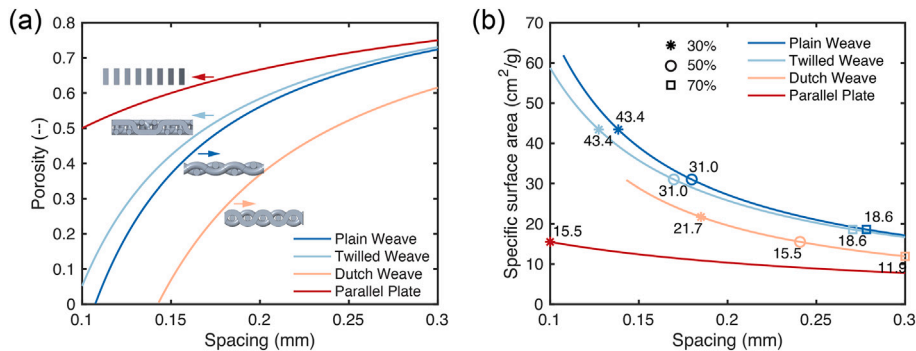 (a)
0.8
0.7
0.6
0.5
0.4
0.3
0.2
0.1
0
Porosity (--)
0.1 0.15 0.2 0.25 0.3
Spacing (mm)
Plain Weave
Twilled Weave
Dutch Weave
Parallel Plate
(b)
70
60
50
40
30
20
10
0
Specific surface area (cm²/g)
30%
50%
70%
Plain Weave
Twilled Weave
Dutch Weave
Parallel Plate
43.4
43.4
31.0
31.0
21.7
18.6
18.6
15.5
15.5
11.9
0.1 0.15 0.2 0.25 0.3
Spacing (mm)